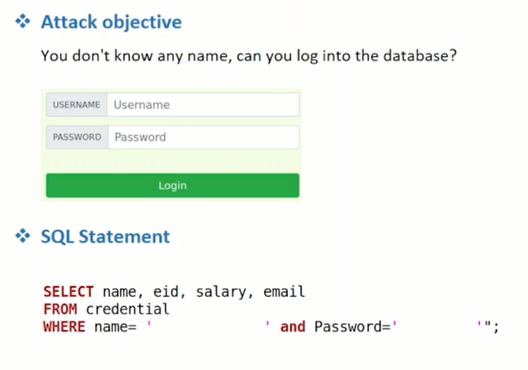 ❖ Attack objective
You don't know any name, can you log into the database?
USERNAME Username
PASSWORD Password
Login
❖ SQL Statement
SELECT name, eid, salary, email
FROM credential
WHERE name= ' ' and Password=' '";